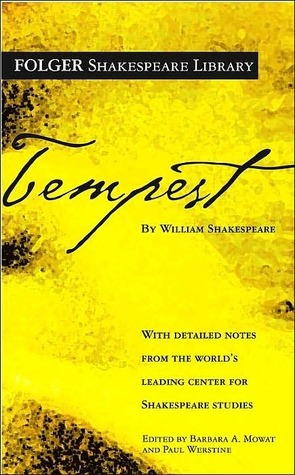 FOLGER SHAKESPEARE LIBRARY
Tempest
BY WILLIAM SHAKESPEARE
WITH DETAILED NOTES
FROM THE WORLD'S
LEADING CENTER FOR
SHAKESPEARE STUDIES
EDITED BY BARBARA A. MOWAT
AND PAUL WERSTINE